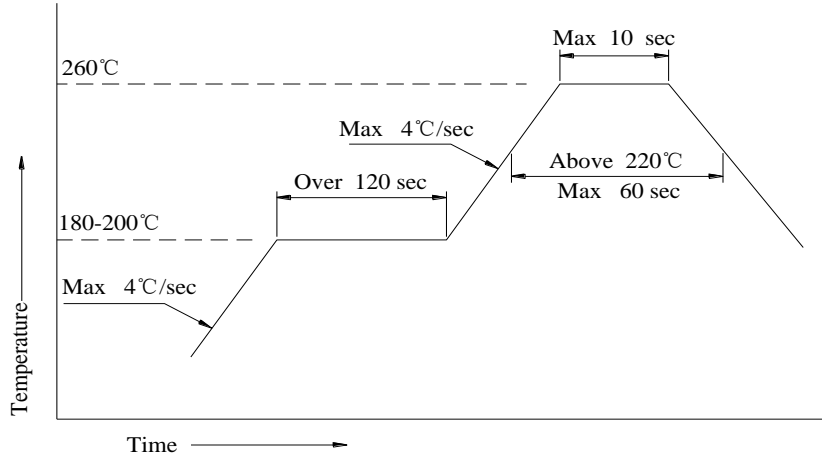 Max 10 sec
260℃
Max 4℃/sec
Above 220℃
Max 60 sec
Over 120 sec
180-200℃
Max 4℃/sec
Temperature
Time